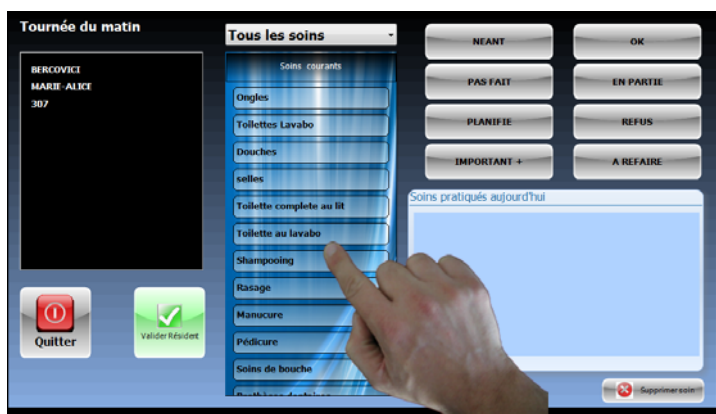 Tournée du matin
BERCOVICI
MARIE-ALICE
307
Quitter
Valider Résident
Tous les soins
Soins courants
Ongles
Toilettes Lavabo
Douches
selles
Toilette complete au lit
Toilette au lavabo
Shampooing
Rasage
Manucure
Pédicure
Soins de bouche
Prothèses dentaires
NEANT
OK
PAS FAIT
EN PARTIE
PLANIFIE
REFUS
IMPORTANT +
A REFAIRE
Soins pratiqués aujourd'hui
Supprimer soin